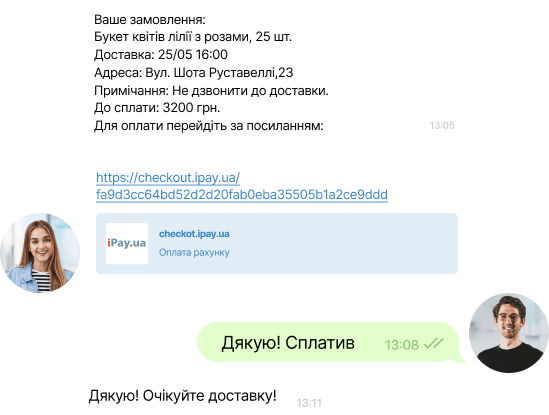 Ваше замовлення:
Букет квітів лілії з розами, 25 шт.
Доставка: 25/05 16:00
Адреса: Вул. Шота Руставеллі,23
Примічання: Не дзвонити до доставки.
До сплати: 3200 грн.
Для оплати перейдіть за посиланням:
13:05
https://checkout.ipay.ua/
fa9d3cc64bd52d2d20fab0eba35505b1a2ce9ddd
iPay.ua
checkot.ipay.ua
Оплата рахунку
Дякую! Сплатив 13:08
Дякую! Очікуйте доставку! 13:11